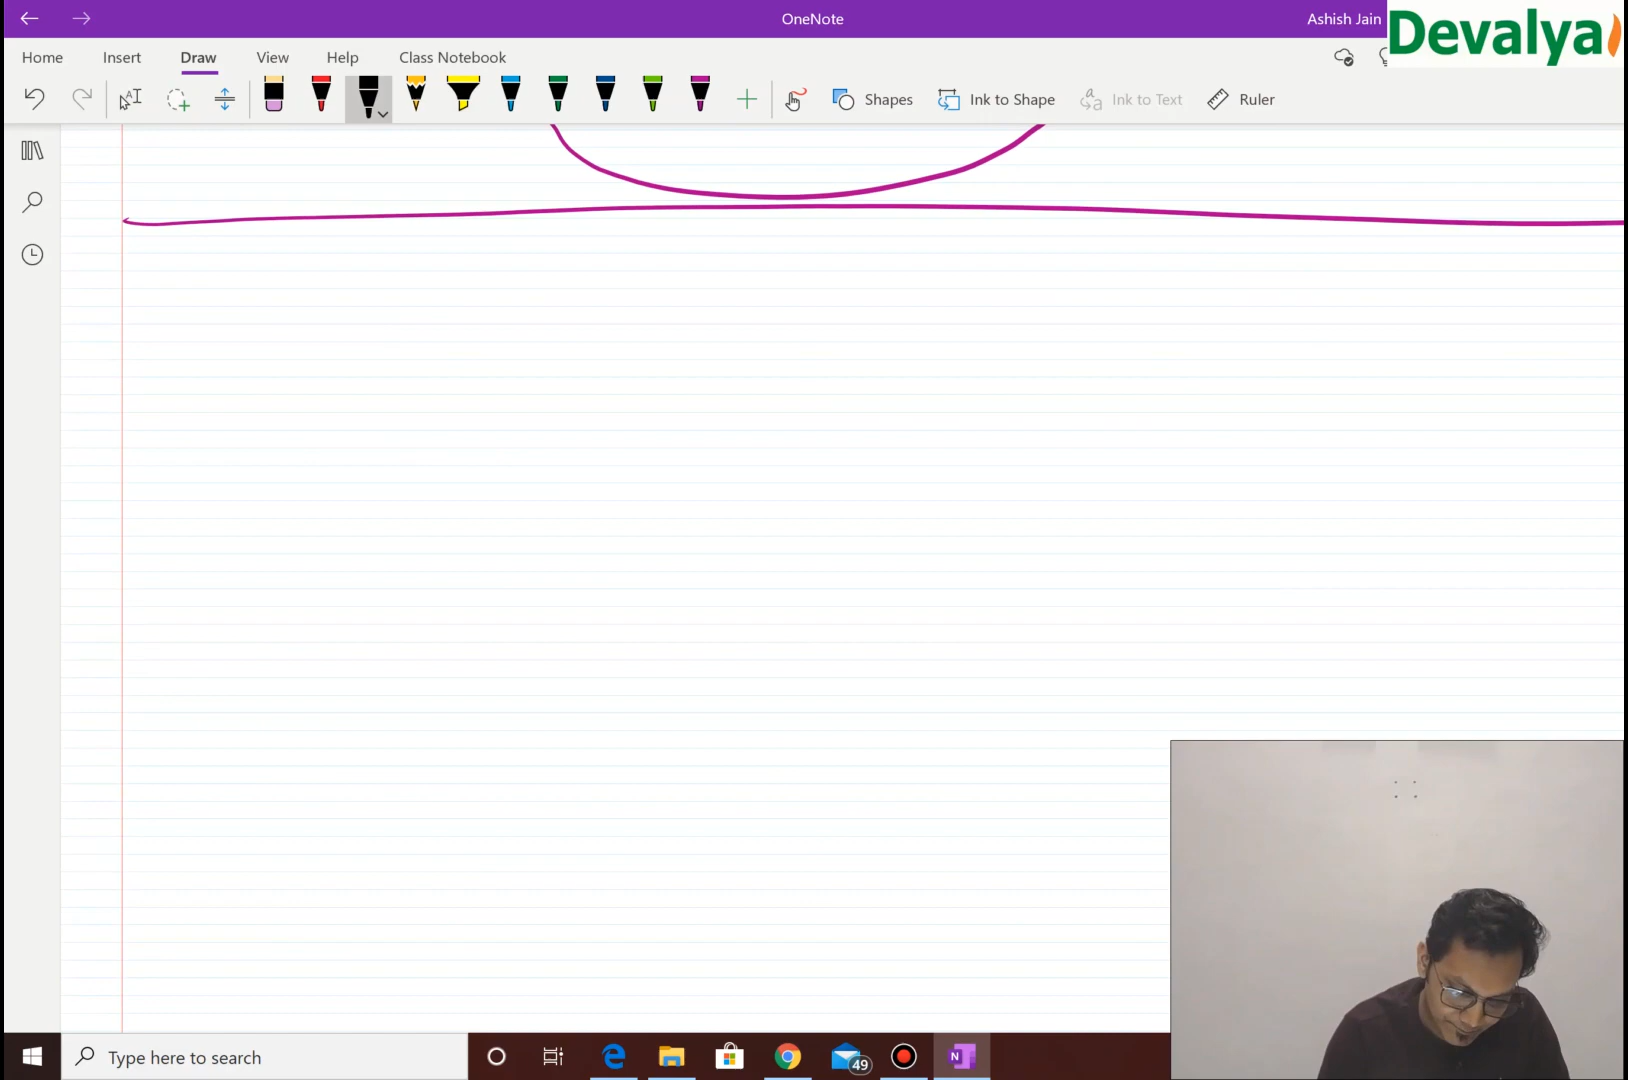 OneNote
Ashish Jain
Devalya
Home Insert Draw View Help Class Notebook
Shapes Ink to Shape Ink to Text Ruler
Type here to search
49
N